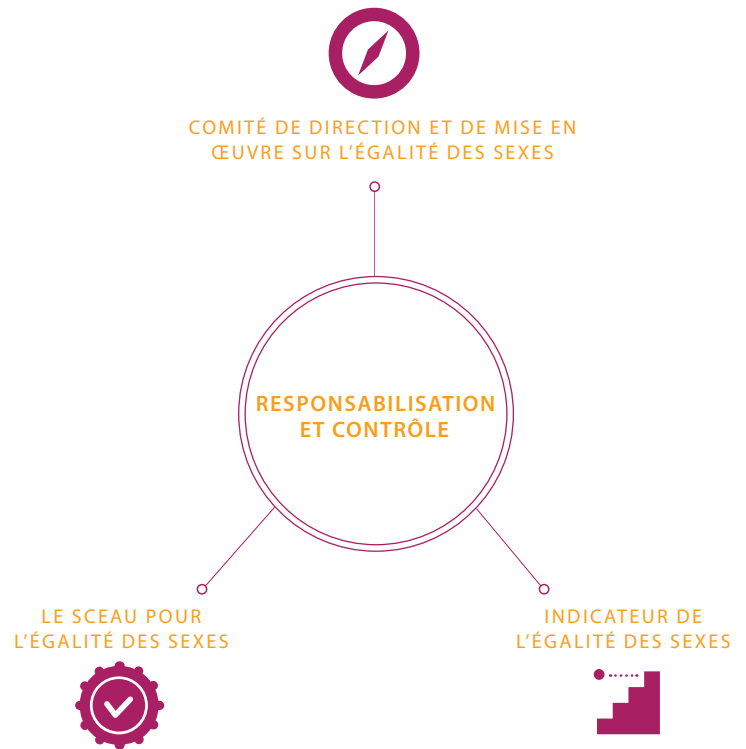 COMITÉ DE DIRECTION ET DE MISE EN
ŒUVRE SUR L’ÉGALITÉ DES SEXES
RESPONSABILISATION
ET CONTRÔLE
LE SCEAU POUR
L’ÉGALITÉ DES SEXES
INDICATEUR DE
L’ÉGALITÉ DES SEXES